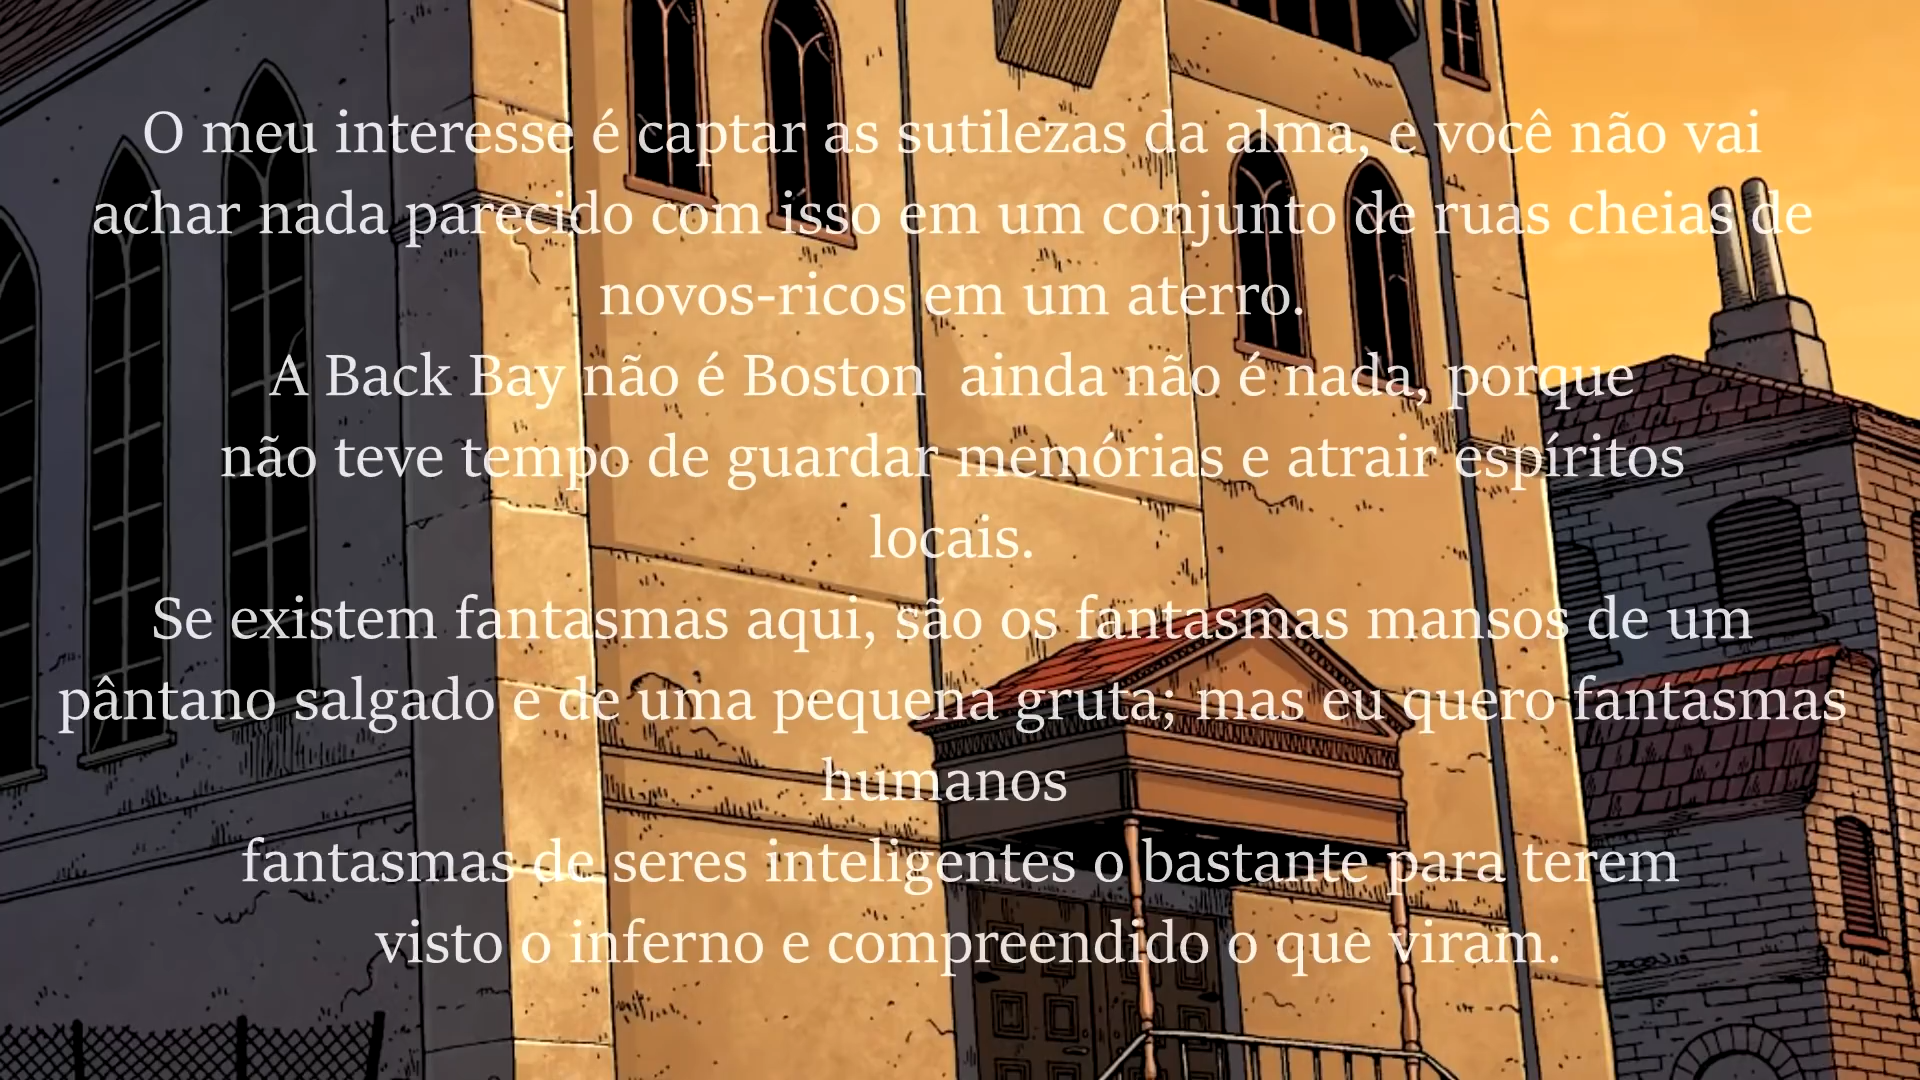 O meu interesse é captar as sutilezas da alma, e você não vai
achar nada parecido com isso em um conjunto de ruas cheias de
novos-ricos em um aterro.
A Back Bay não é Boston ainda não é nada, porque
não teve tempo de guardar memórias e atrair espíritos
locais.
Se existem fantasmas aqui, são os fantasmas mansos de um
pântano salgado e de uma pequena gruta; mas eu quero fantasmas
humanos
fantasmas de seres inteligentes o bastante para terem
visto o inferno e compreendido o que viram.